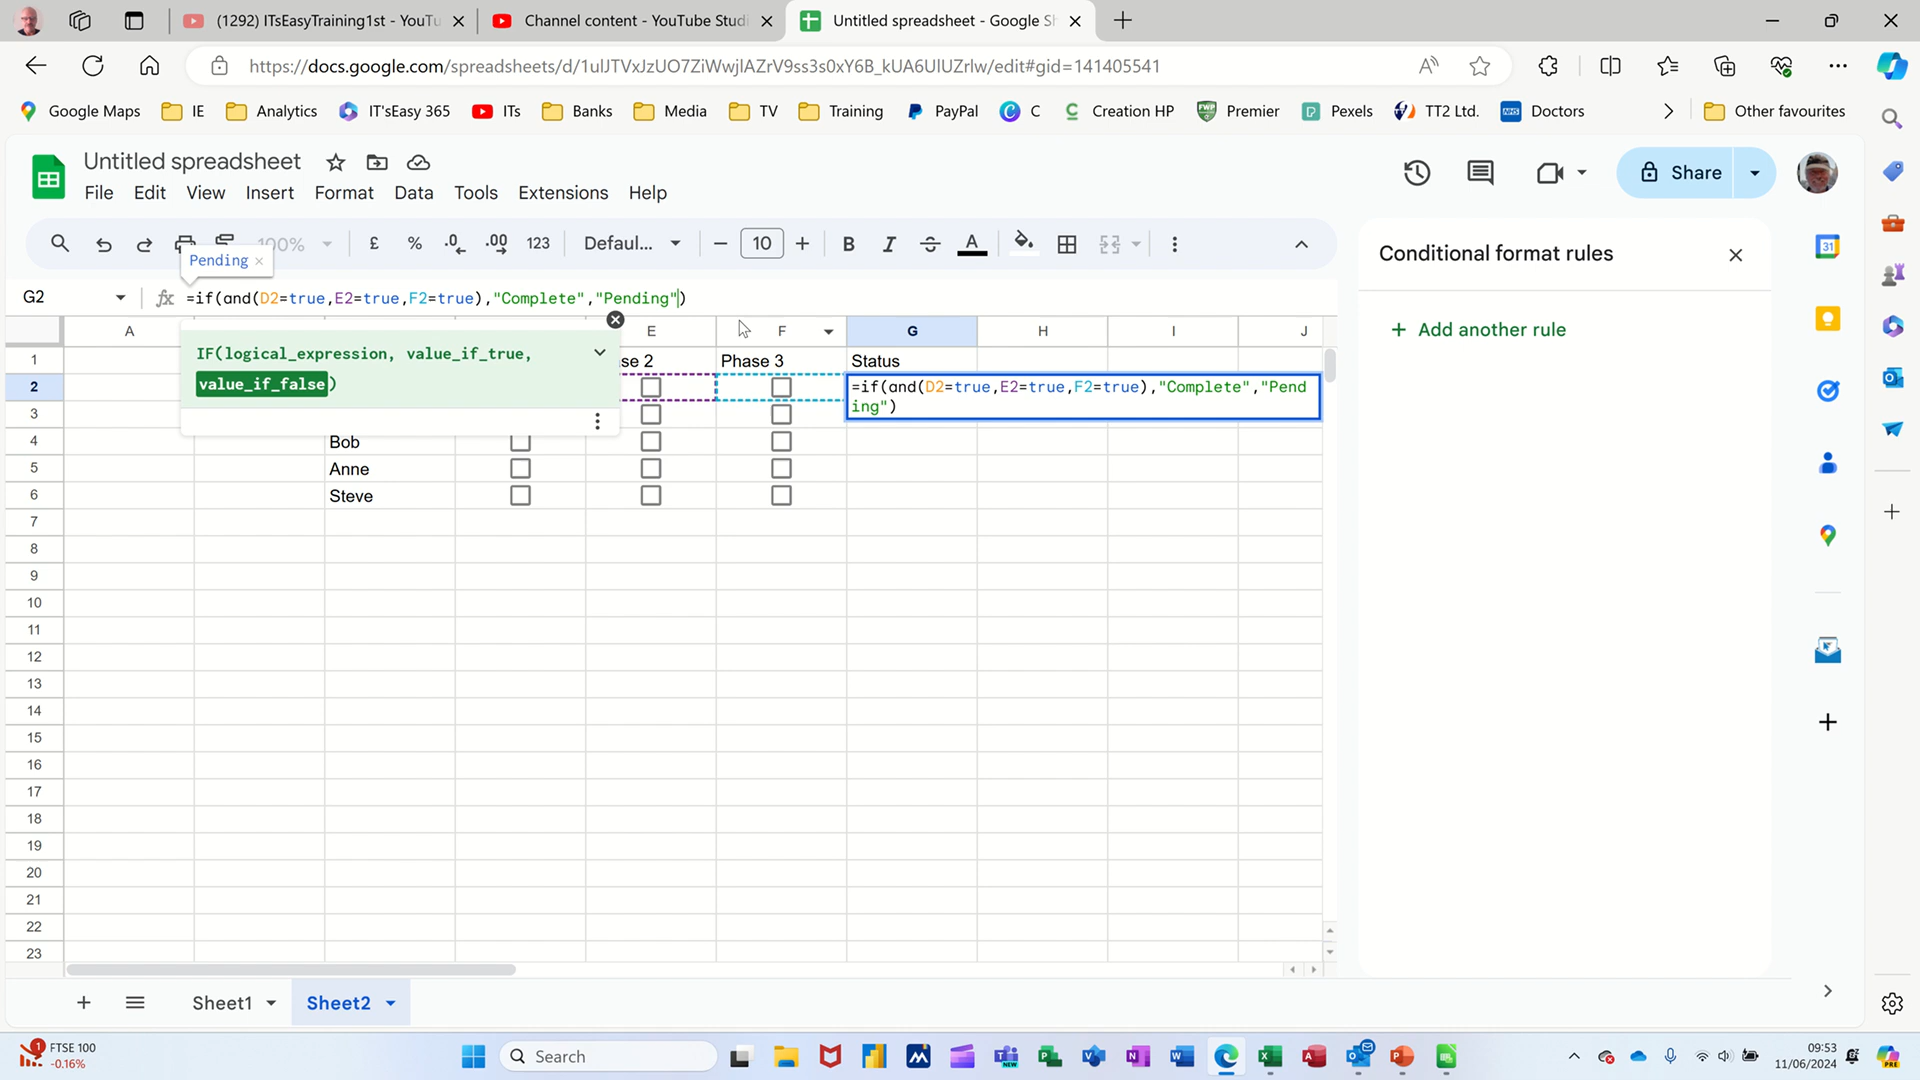 (1292) ITsEasyTraining1st - YouTu
Channel content - YouTube Studi
Untitled spreadsheet - Google Sh
https://docs.google.com/spreadsheets/d/1ulJTVxJzUO7ZiWwjlAZrV9ss3s0xY6B_kUA6UlUZrlw/edit#gid=141405541
Google Maps
IE
Analytics
IT'sEasy 365
ITs
Banks
Media
TV
Training
PayPal
C
Creation HP
Premier
Pexels
TT2 Ltd.
Doctors
Other favourites
Untitled spreadsheet
File Edit View Insert Format Data Tools Extensions Help
Share
100%
£ % .0 .00 123
Defaul...
10
B I A
Pending
G2
=if(and(D2=true,E2=true,F2=true),"Complete","Pending")
IF(logical_expression, value_if_true,
value_if_false)
Conditional format rules
Add another rule
A E F G H I J
1 se 2 Phase 3 Status
2 =if(and(D2=true,E2=true,F2=true),"Complete","Pend
ing")
3
4 Bob
5 Anne
6 Steve
7
8
9
10
11
12
13
14
15
16
17
18
19
20
21
22
23
Sheet1
Sheet2
31
FTSE 100
-0.16%
Search
09:53
11/06/2024